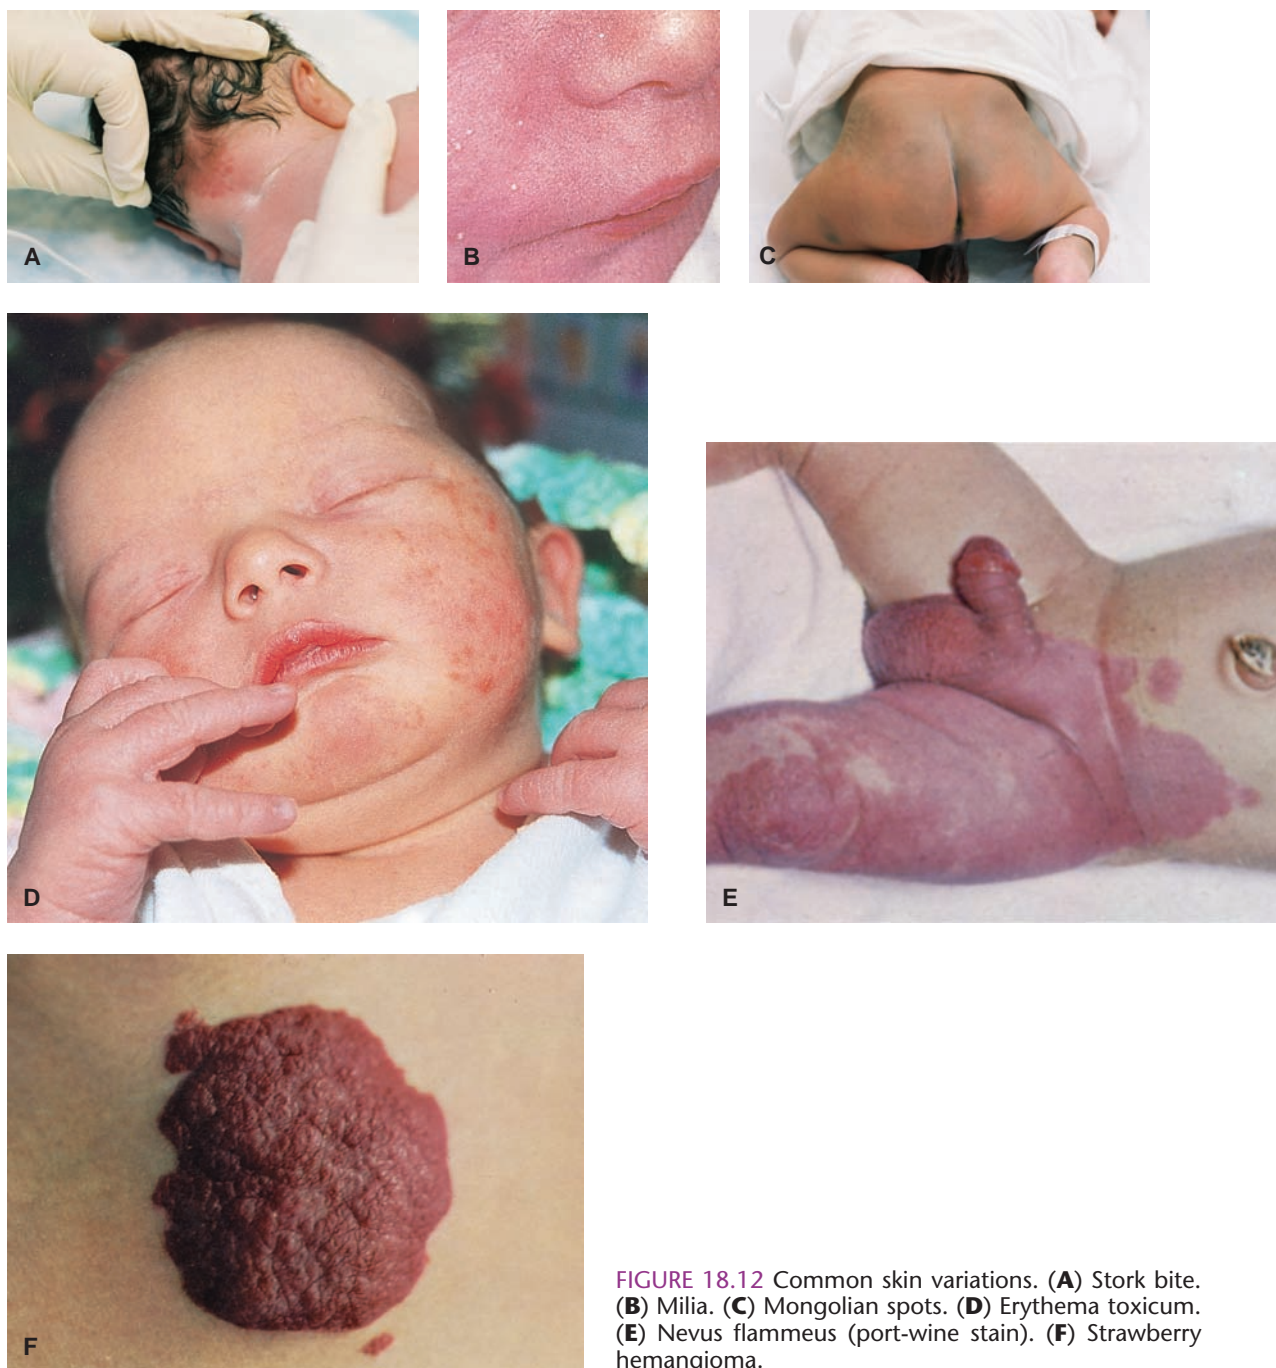 A
B
C
D
E
F
FIGURE 18.12 Common skin variations. (A) Stork bite.
(B) Milia. (C) Mongolian spots. (D) Erythema toxicum.
(E) Nevus flammeus (port-wine stain). (F) Strawberry
hemangioma.